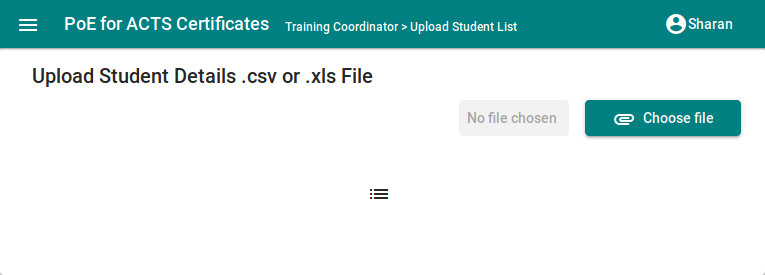 PoE for ACTS Certificates Training Coordinator > Upload Student List Sharan
Upload Student Details .csv or .xls File
No file chosen Choose file